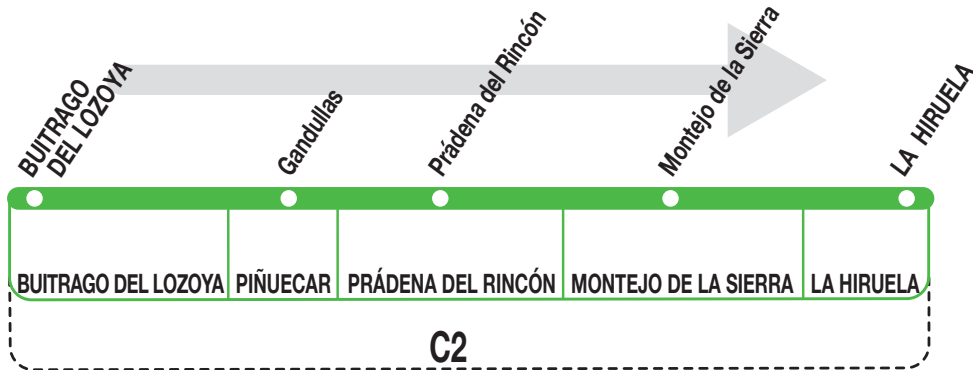 BUITRAGO
DEL LOZOYA
Gandullas
Prádena del Rincón
Montejo de la Sierra
LA HIRUELA
BUITRAGO DEL LOZOYA
PIÑUECAR
PRÁDENA DEL RINCÓN
MONTEJO DE LA SIERRA
LA HIRUELA
C2